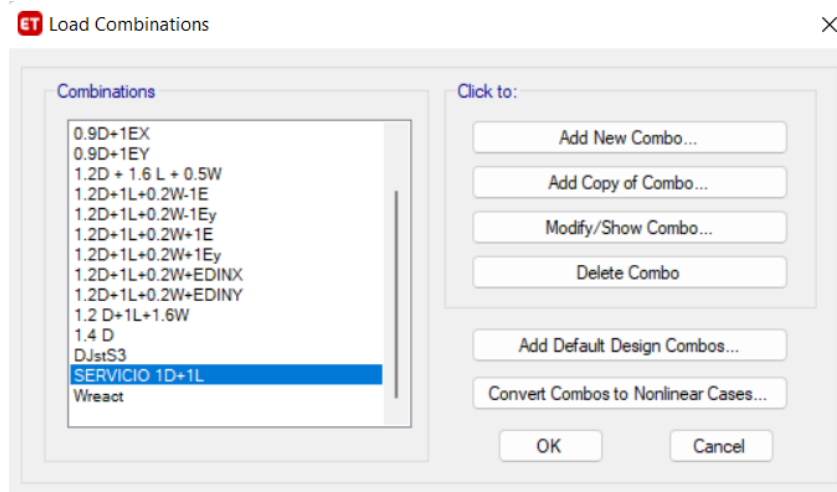 ET Load Combinations
Combinations
0.9D+1EX
0.9D+1EY
1.2D + 1.6 L + 0.5W
1.2D+1L+0.2W-1E
1.2D+1L+0.2W-1Ey
1.2D+1L+0.2W+1E
1.2D+1L+0.2W+1Ey
1.2D+1L+0.2W+EDINX
1.2D+1L+0.2W+EDINY
1.2 D+1L+1.6W
1.4 D
DJstS3
SERVICIO 1D+1L
Wreact
Click to:
Add New Combo...
Add Copy of Combo...
Modify/Show Combo...
Delete Combo
Add Default Design Combos...
Convert Combos to Nonlinear Cases...
OK
Cancel